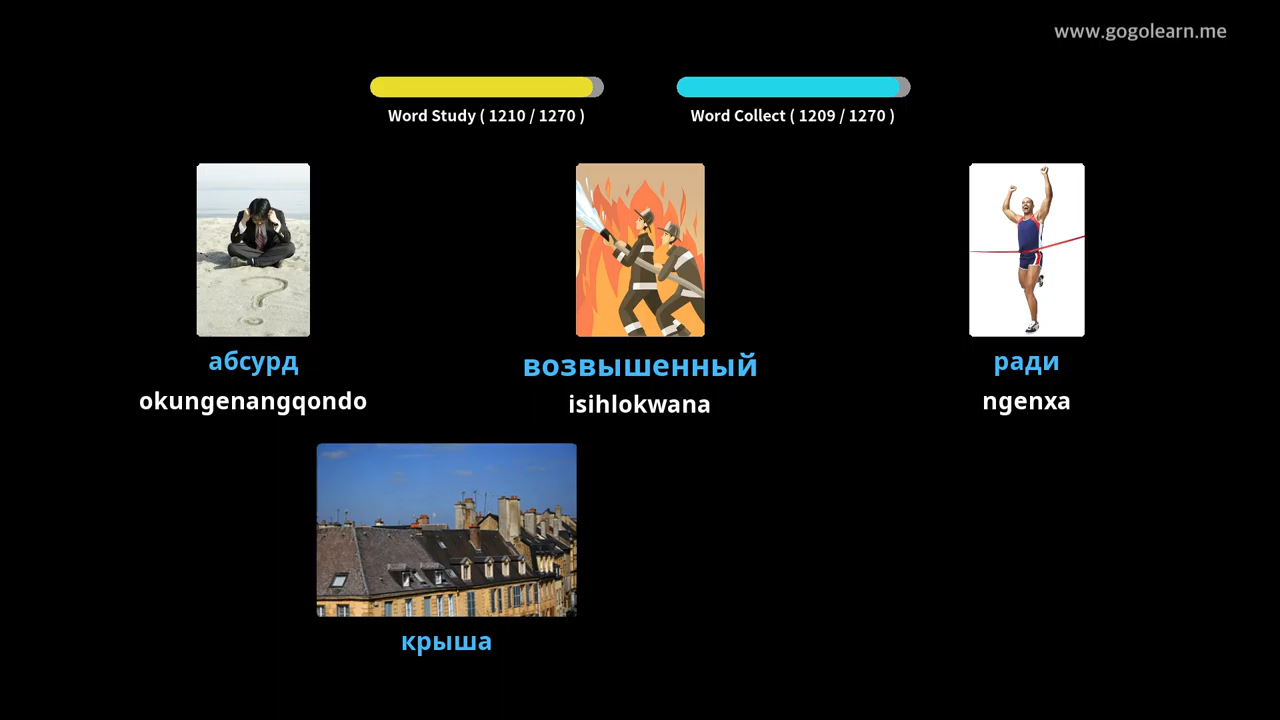 www.gogolearn.me
Word Study ( 1210 / 1270 )
Word Collect ( 1209 / 1270 )
абсурд
okungenangqondo
возвышенный
isihlokwana
ради
ngenxa
крыша